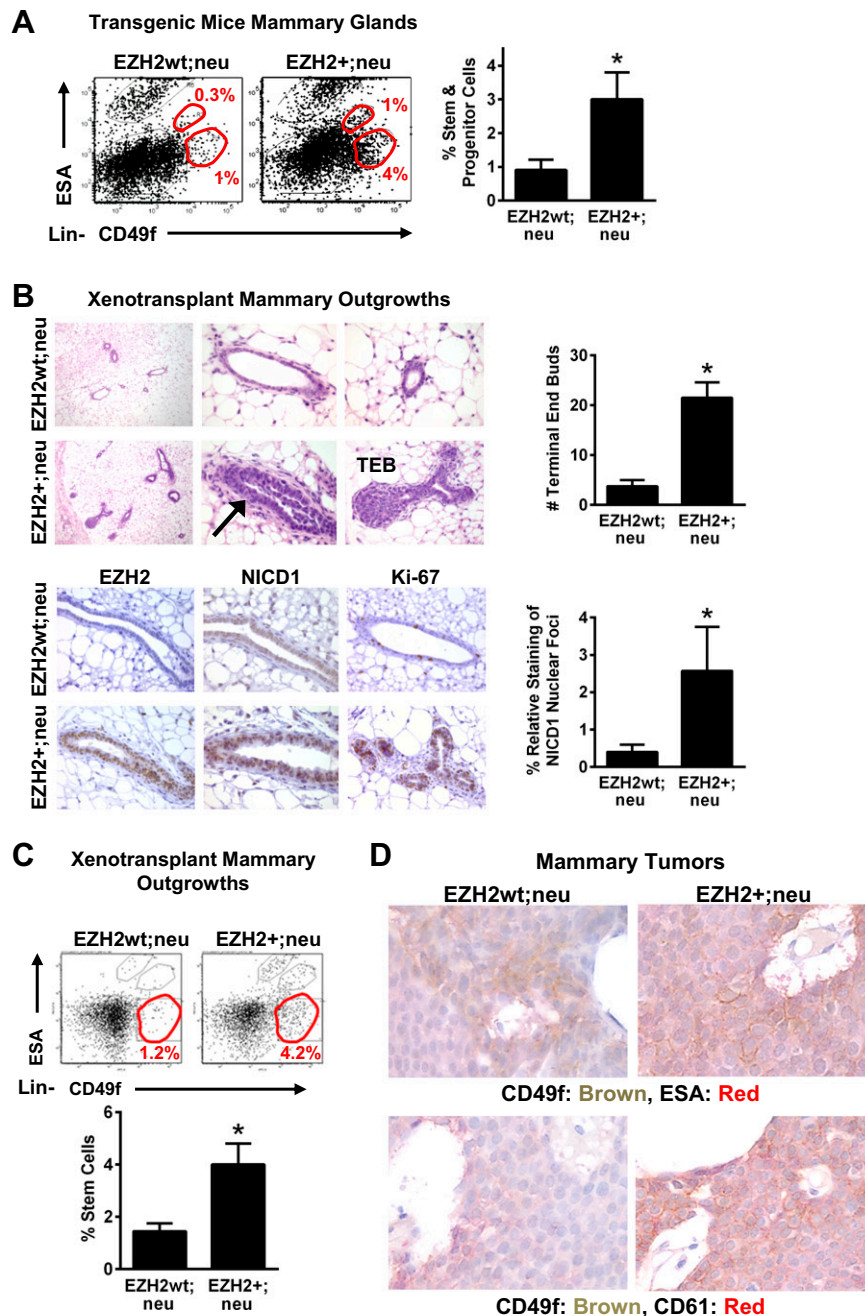 A
Transgenic Mice Mammary Glands
EZH2wt;neu
EZH2+;neu
0.3%
1%
1%
4%
ESA
Lin- CD49f
% Stem &
Progenitor Cells
6
4
2
0
*
EZH2wt;
neu
EZH2+;
neu
B
Xenotransplant Mammary Outgrowths
EZH2wt;neu
EZH2+;neu
TEB
# Terminal End Buds
30
20
10
0
*
EZH2wt;
neu
EZH2+;
neu
EZH2
NICD1
Ki-67
EZH2wt;neu
EZH2+;neu
% Relative Staining of
NICD1 Nuclear Foci
4
3
2
1
0
*
EZH2wt;
neu
EZH2+;
neu
C
Xenotransplant Mammary
Outgrowths
EZH2wt;neu
EZH2+;neu
ESA
1.2%
4.2%
Lin- CD49f
% Stem Cells
6
4
2
0
*
EZH2wt;
neu
EZH2+;
neu
D
Mammary Tumors
EZH2wt;neu
EZH2+;neu
CD49f: Brown, ESA: Red
CD49f: Brown, CD61: Red